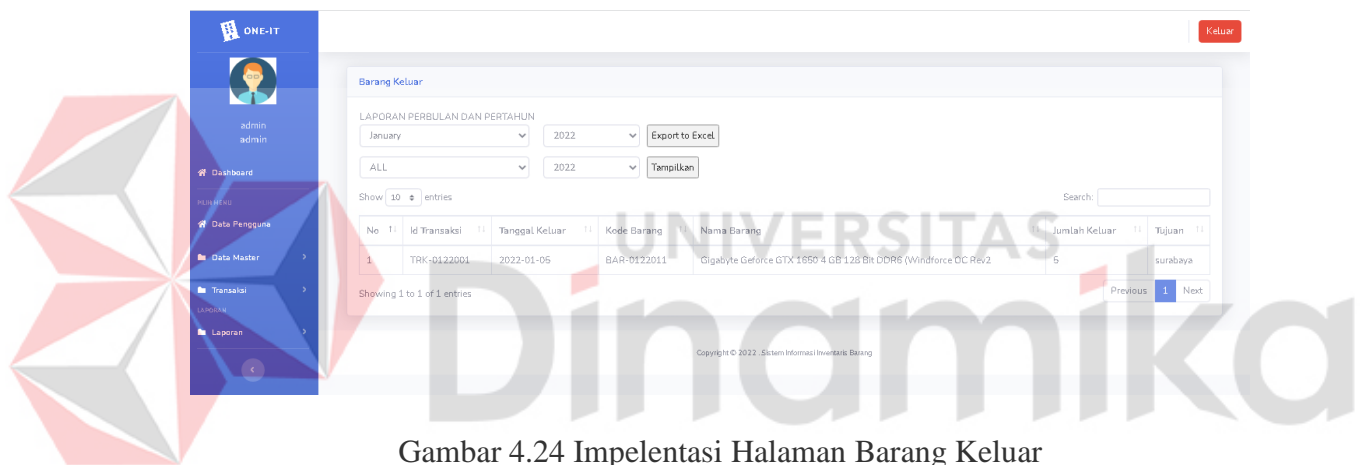 ONE-IT
Keluar
admin
admin
Dashboard
PILIH MENU
Data Pengguna
Data Master
Transaksi
LAPORAN
Laporan
Barang Keluar
LAPORAN PERBULAN DAN PERTAHUN
January 2022 Export to Excel
ALL 2022 Tampilkan
Show 10 entries Search:
No Id Transaksi Tanggal Keluar Kode Barang Nama Barang Jumlah Keluar Tujuan
1 TRK-0122001 2022-01-05 BAR-0122011 Gigabyte Geforce GTX 1650 4 GB 128 Bit DDR6 (Windforce OC Rev2 5 surabaya
Showing 1 to 1 of 1 entries Previous 1 Next
Copyright © 2022 ..Sistem Informasi Inventaris Barang
UNIVERSITAS
Dinamika
Gambar 4.24 Impelentasi Halaman Barang Keluar